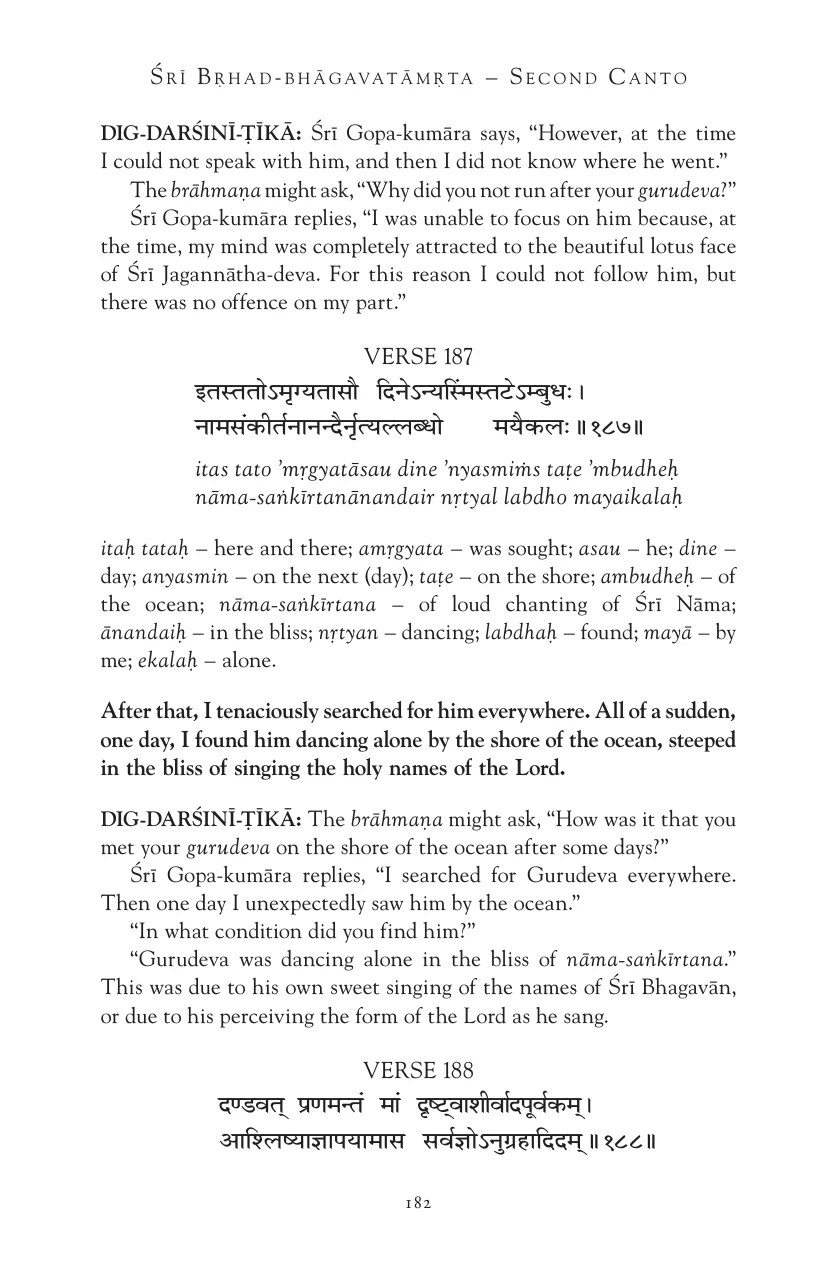 Śrī Bṛhad-bhāgavatāmṛta – Second Canto
DIG-DARŚINĪ-ṬĪKĀ: Śrī Gopa-kumāra says, “However, at the time
I could not speak with him, and then I did not know where he went.”
The brāhmaṇa might ask, “Why did you not run after your gurudeva?”
Śrī Gopa-kumāra replies, “I was unable to focus on him because, at
the time, my mind was completely attracted to the beautiful lotus face
of Śrī Jagannātha-deva. For this reason I could not follow him, but
there was no offence on my part.”
VERSE 187
इतस्ततोऽमृग्यतासौ दिनेऽन्यस्मिंस्तटेऽम्बुधः ।
नामसंकीर्तनानन्दैर्नृत्यल्लब्धो मयैकलः ॥ १८७॥
itas tato ’mṛgyatāsau dine ’nyasmiṁs taṭe ’mbudheḥ
nāma-saṅkīrtanānandair nṛtyal labdho mayaikalaḥ
itaḥ tataḥ – here and there; amṛgyata – was sought; asau – he; dine –
day; anyasmin – on the next (day); taṭe – on the shore; ambudheḥ – of
the ocean; nāma-saṅkīrtana – of loud chanting of Śrī Nāma;
ānandaiḥ – in the bliss; nṛtyan – dancing; labdhaḥ – found; mayā – by
me; ekalaḥ – alone.
After that, I tenaciously searched for him everywhere. All of a sudden,
one day, I found him dancing alone by the shore of the ocean, steeped
in the bliss of singing the holy names of the Lord.
DIG-DARŚINĪ-ṬĪKĀ: The brāhmaṇa might ask, “How was it that you
met your gurudeva on the shore of the ocean after some days?”
Śrī Gopa-kumāra replies, “I searched for Gurudeva everywhere.
Then one day I unexpectedly saw him by the ocean.”
“In what condition did you find him?”
“Gurudeva was dancing alone in the bliss of nāma-saṅkīrtana.”
This was due to his own sweet singing of the names of Śrī Bhagavān,
or due to his perceiving the form of the Lord as he sang.
VERSE 188
दण्डवत् प्रणमन्तं मां दृष्ट्वाशीर्वादपूर्वकम् ।
आश्लिष्याज्ञापयामास सर्वज्ञोऽनुग्रहादिदम् ॥ १८८॥
182